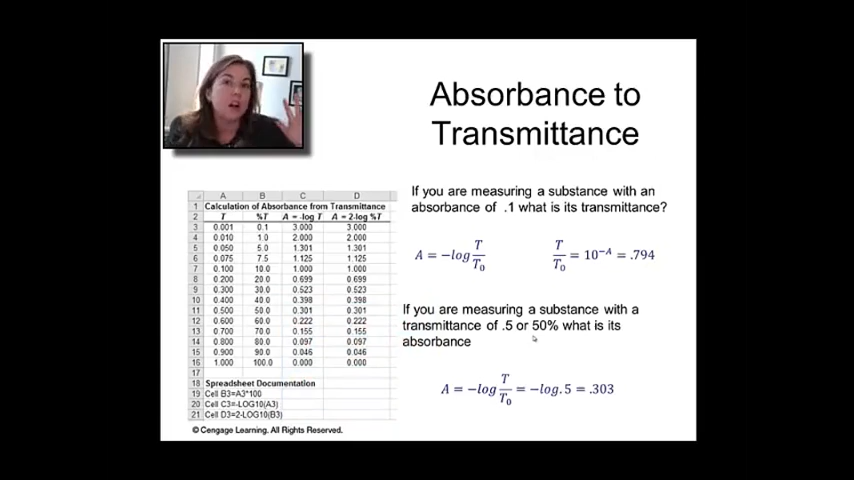 Absorbance to
Transmittance
If you are measuring a substance with an
absorbance of .1 what is its transmittance?
A = −log T/T₀
T/T₀ = 10⁻ᴬ = .794
If you are measuring a substance with a
transmittance of .5 or 50% what is its
absorbance
A = −log T/T₀ = −log. 5 = .303
A B C D
1 Calculation of Absorbance from Transmittance
2 T %T A = -log T A = 2-log %T
3 0.001 0.1 3.000 3.000
4 0.010 1.0 2.000 2.000
5 0.050 5.0 1.301 1.301
6 0.075 7.5 1.125 1.125
7 0.100 10.0 1.000 1.000
8 0.200 20.0 0.699 0.699
9 0.300 30.0 0.523 0.523
10 0.400 40.0 0.398 0.398
11 0.500 50.0 0.301 0.301
12 0.600 60.0 0.222 0.222
13 0.700 70.0 0.155 0.155
14 0.800 80.0 0.097 0.097
15 0.900 90.0 0.046 0.046
16 1.000 100.0 0.000 0.000
17
18 Spreadsheet Documentation
19 Cell B3=A3*100
20 Cell C3=-LOG10(A3)
21 Cell D3=2-LOG10(B3)
© Cengage Learning. All Rights Reserved.